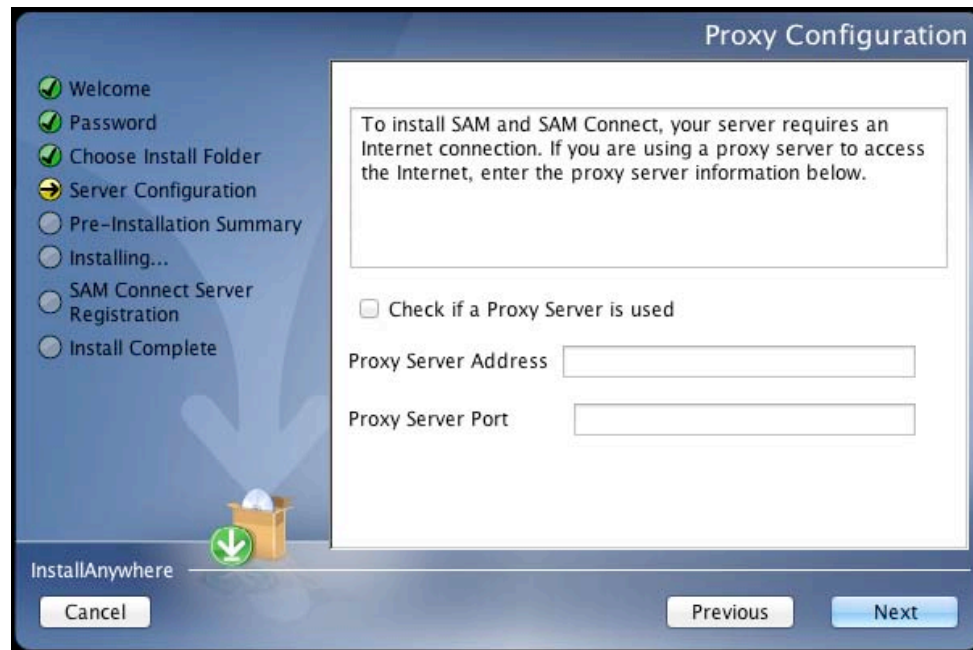 Proxy Configuration
Welcome
Password
Choose Install Folder
Server Configuration
Pre-Installation Summary
Installing...
SAM Connect Server
Registration
Install Complete
To install SAM and SAM Connect, your server requires an
Internet connection. If you are using a proxy server to access
the Internet, enter the proxy server information below.
Check if a Proxy Server is used
Proxy Server Address
Proxy Server Port
InstallAnywhere
Cancel
Previous
Next